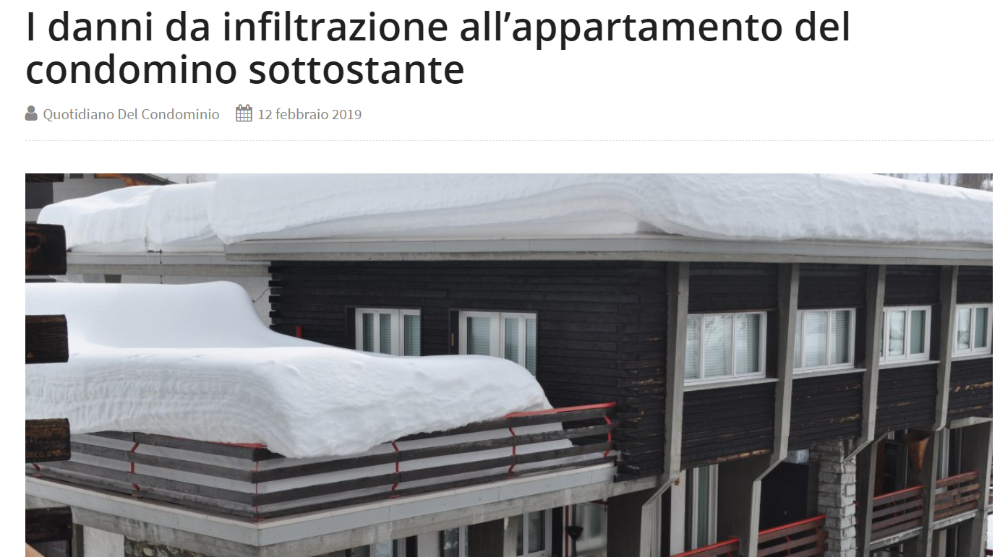 I danni da infiltrazione all’appartamento del
condomino sottostante
Quotidiano Del Condominio 12 febbraio 2019